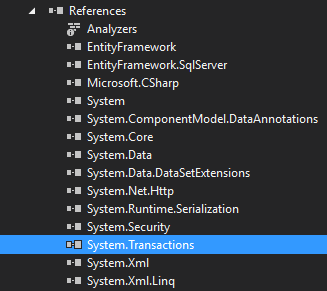 References
Analyzers
EntityFramework
EntityFramework.SqlServer
Microsoft.CSharp
System
System.ComponentModel.DataAnnotations
System.Core
System.Data
System.Data.DataSetExtensions
System.Net.Http
System.Runtime.Serialization
System.Security
System.Transactions
System.Xml
System.Xml.Linq